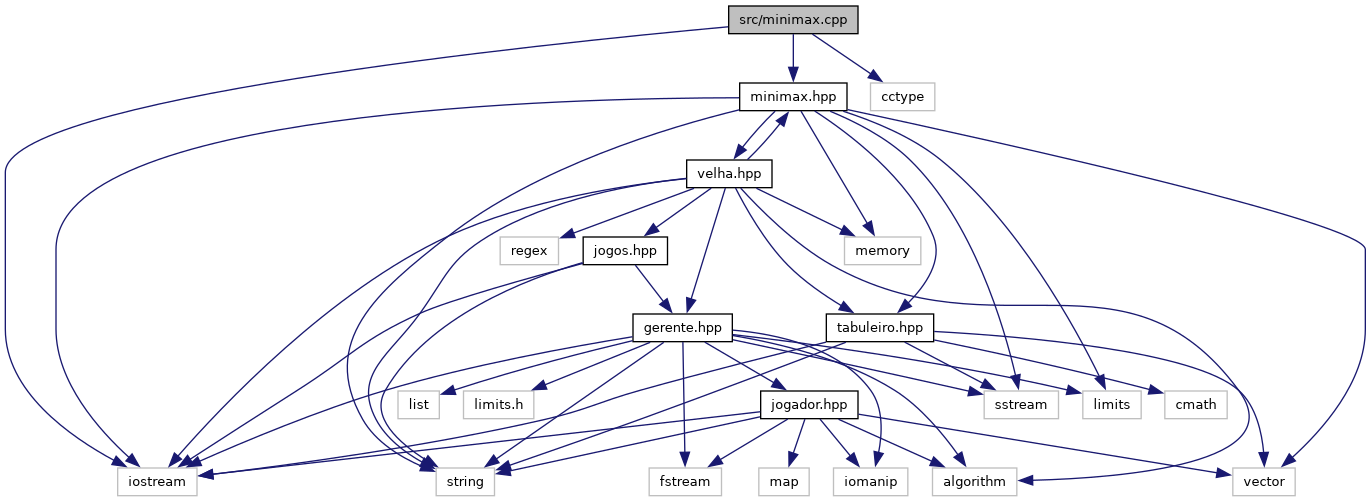 src/minimax.cpp
minimax.hpp
cctype
velha.hpp
regex
jogos.hpp
memory
gerente.hpp
tabuleiro.hpp
list
limits.h
jogador.hpp
sstream
limits
cmath
iostream
string
fstream
map
iomanip
algorithm
vector